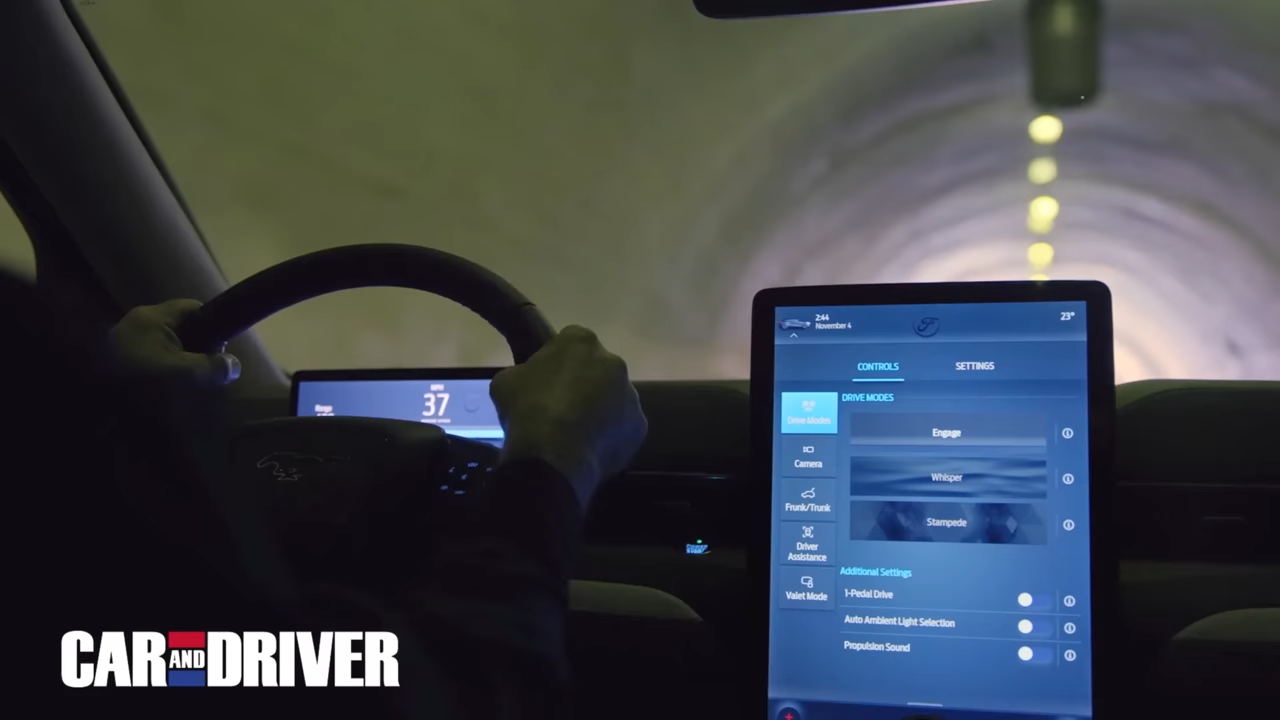 2:44
November 4
23°
CONTROLS
SETTINGS
DRIVE MODES
Drive Modes
Engage
Camera
Whisper
Frunk/Trunk
Stampede
Driver
Assistance
Additional Settings
Valet Mode
1-Pedal Drive
Auto Ambient Light Selection
Propulsion Sound
MPH
37
Range
CAR AND DRIVER